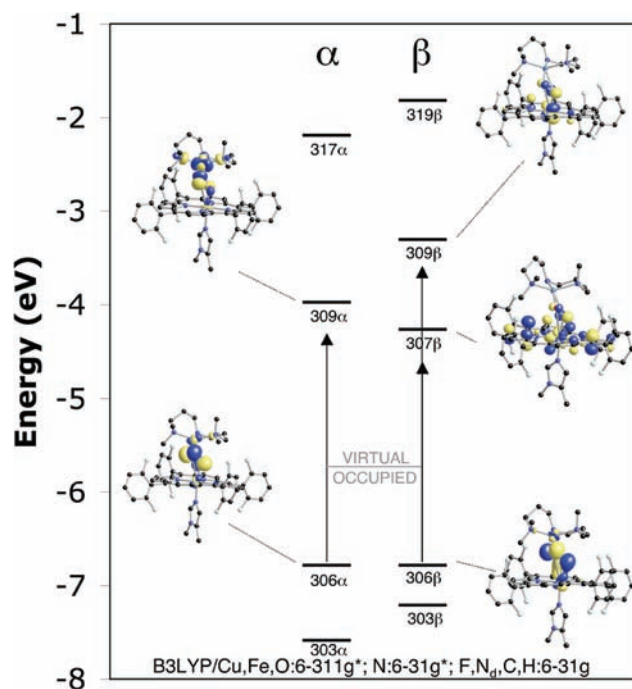 -1
-2
-3
-4
-5
-6
-7
-8
Energy (eV)
α
β
317α
319β
309α
309β
307β
VIRTUAL
OCCUPIED
306α
306β
303α
303β
B3LYP/Cu,Fe,O:6-311g*; N:6-31g*; F,N_d,C,H:6-31g